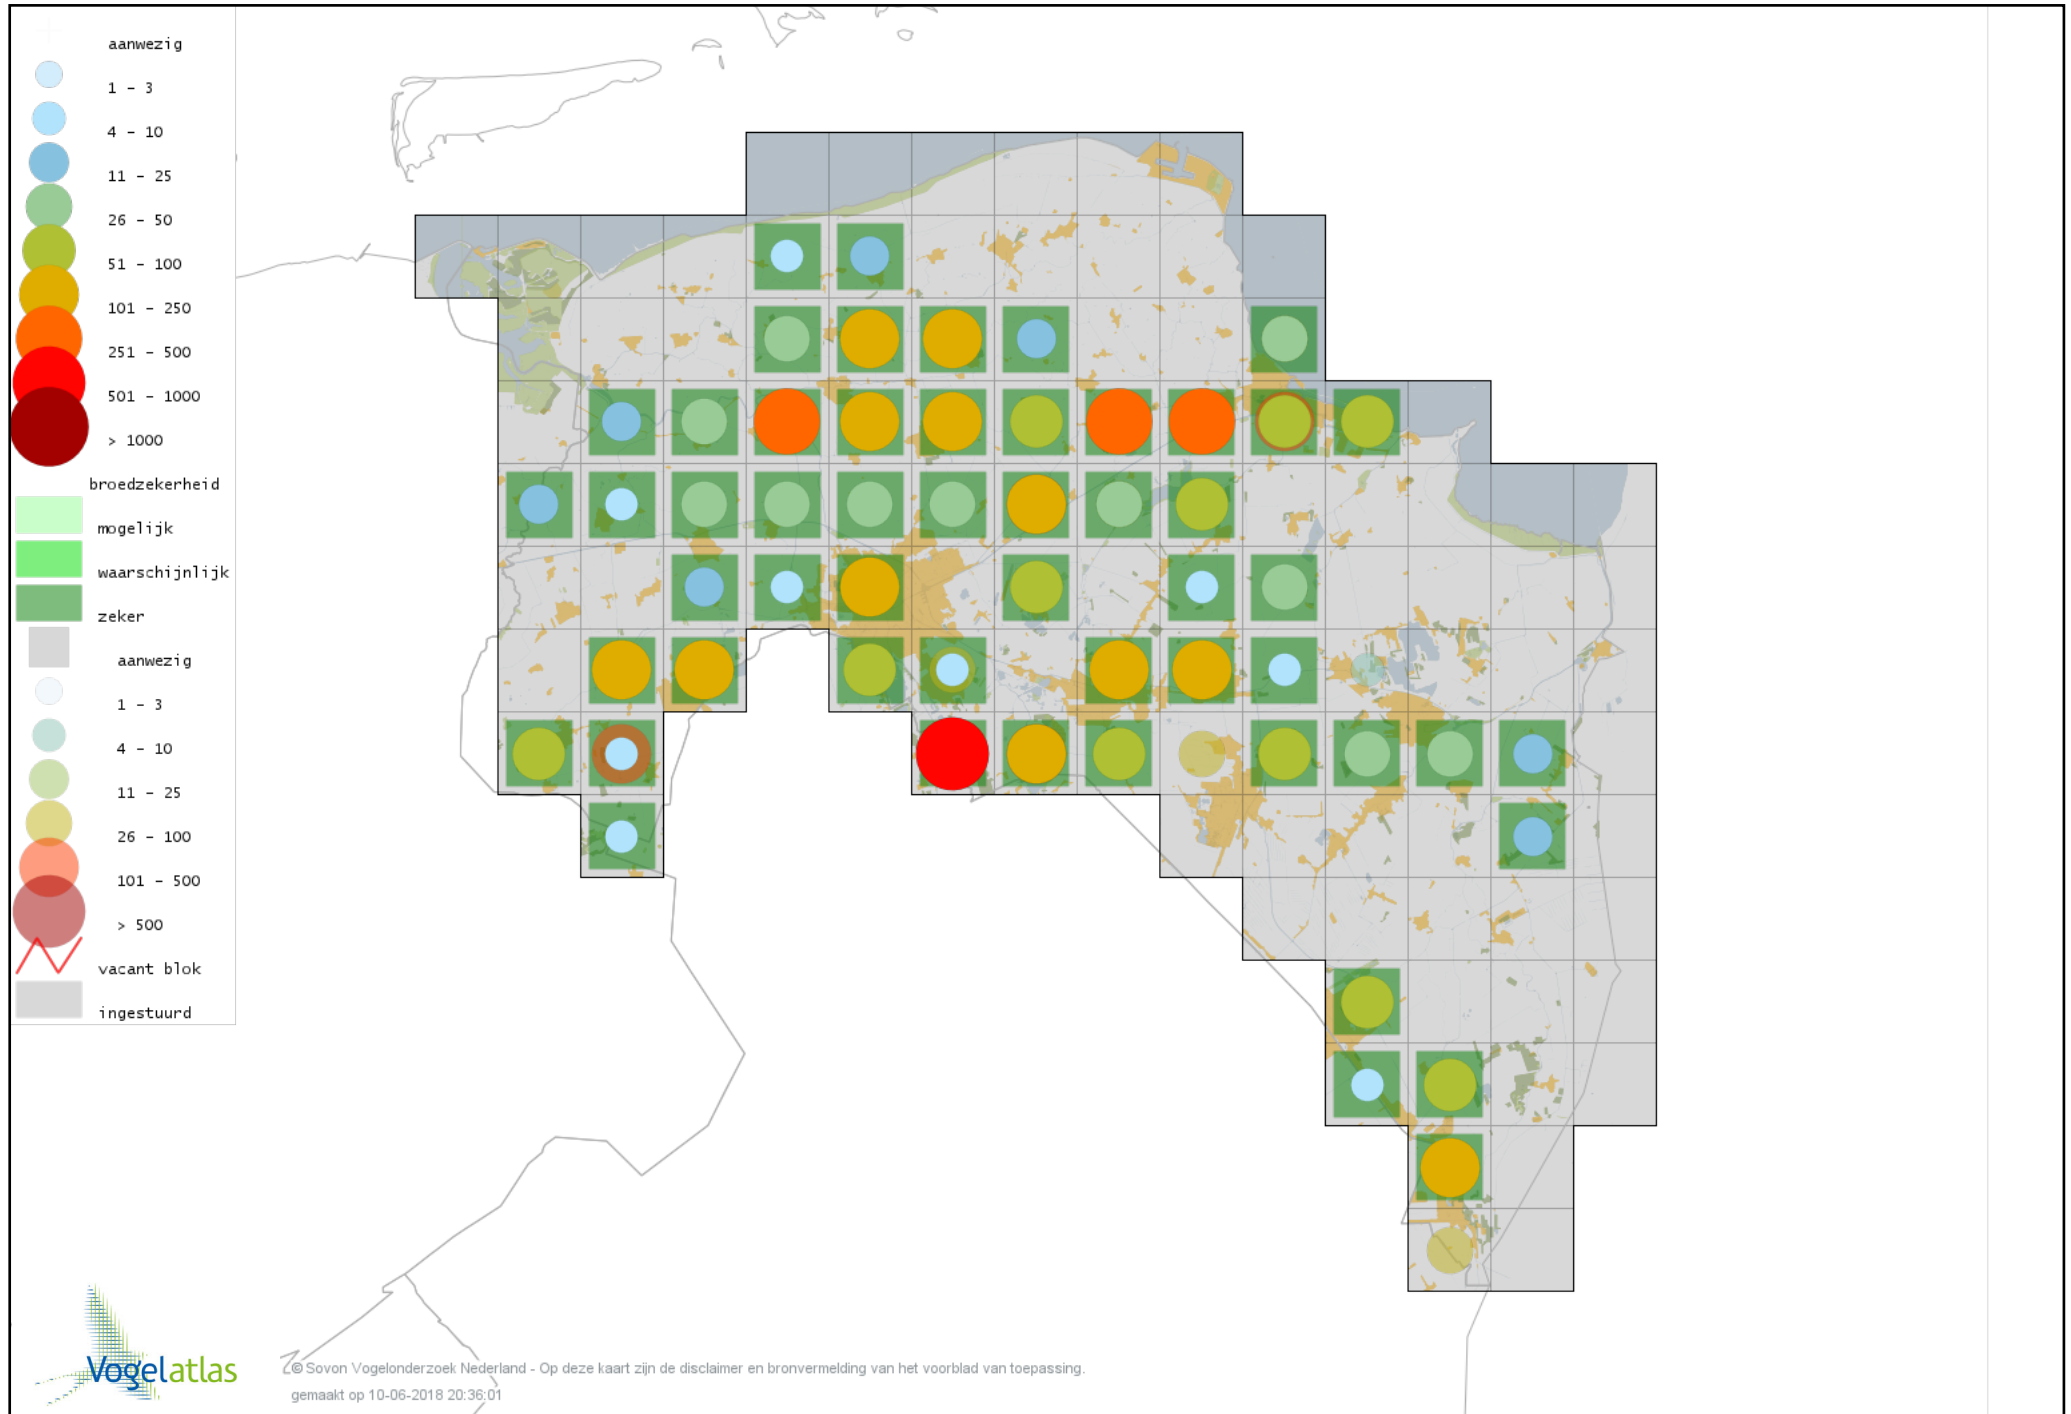 aanwezig
1 - 3
4 - 10
11 - 25
26 - 50
51 - 100
101 - 250
251 - 500
501 - 1000
> 1000
broedzekerheid
mogelijk
waarschijnlijk
zeker
aanwezig
1 - 3
4 - 10
11 - 25
26 - 100
101 - 500
> 500
vacant blok
ingestuurd
Vogelatlas
© Sovon Vogelonderzoek Nederland - Op deze kaart zijn de disclaimer en bronvermelding van het voorblad van toepassing.
gemaakt op 10-06-2018 20:36:01